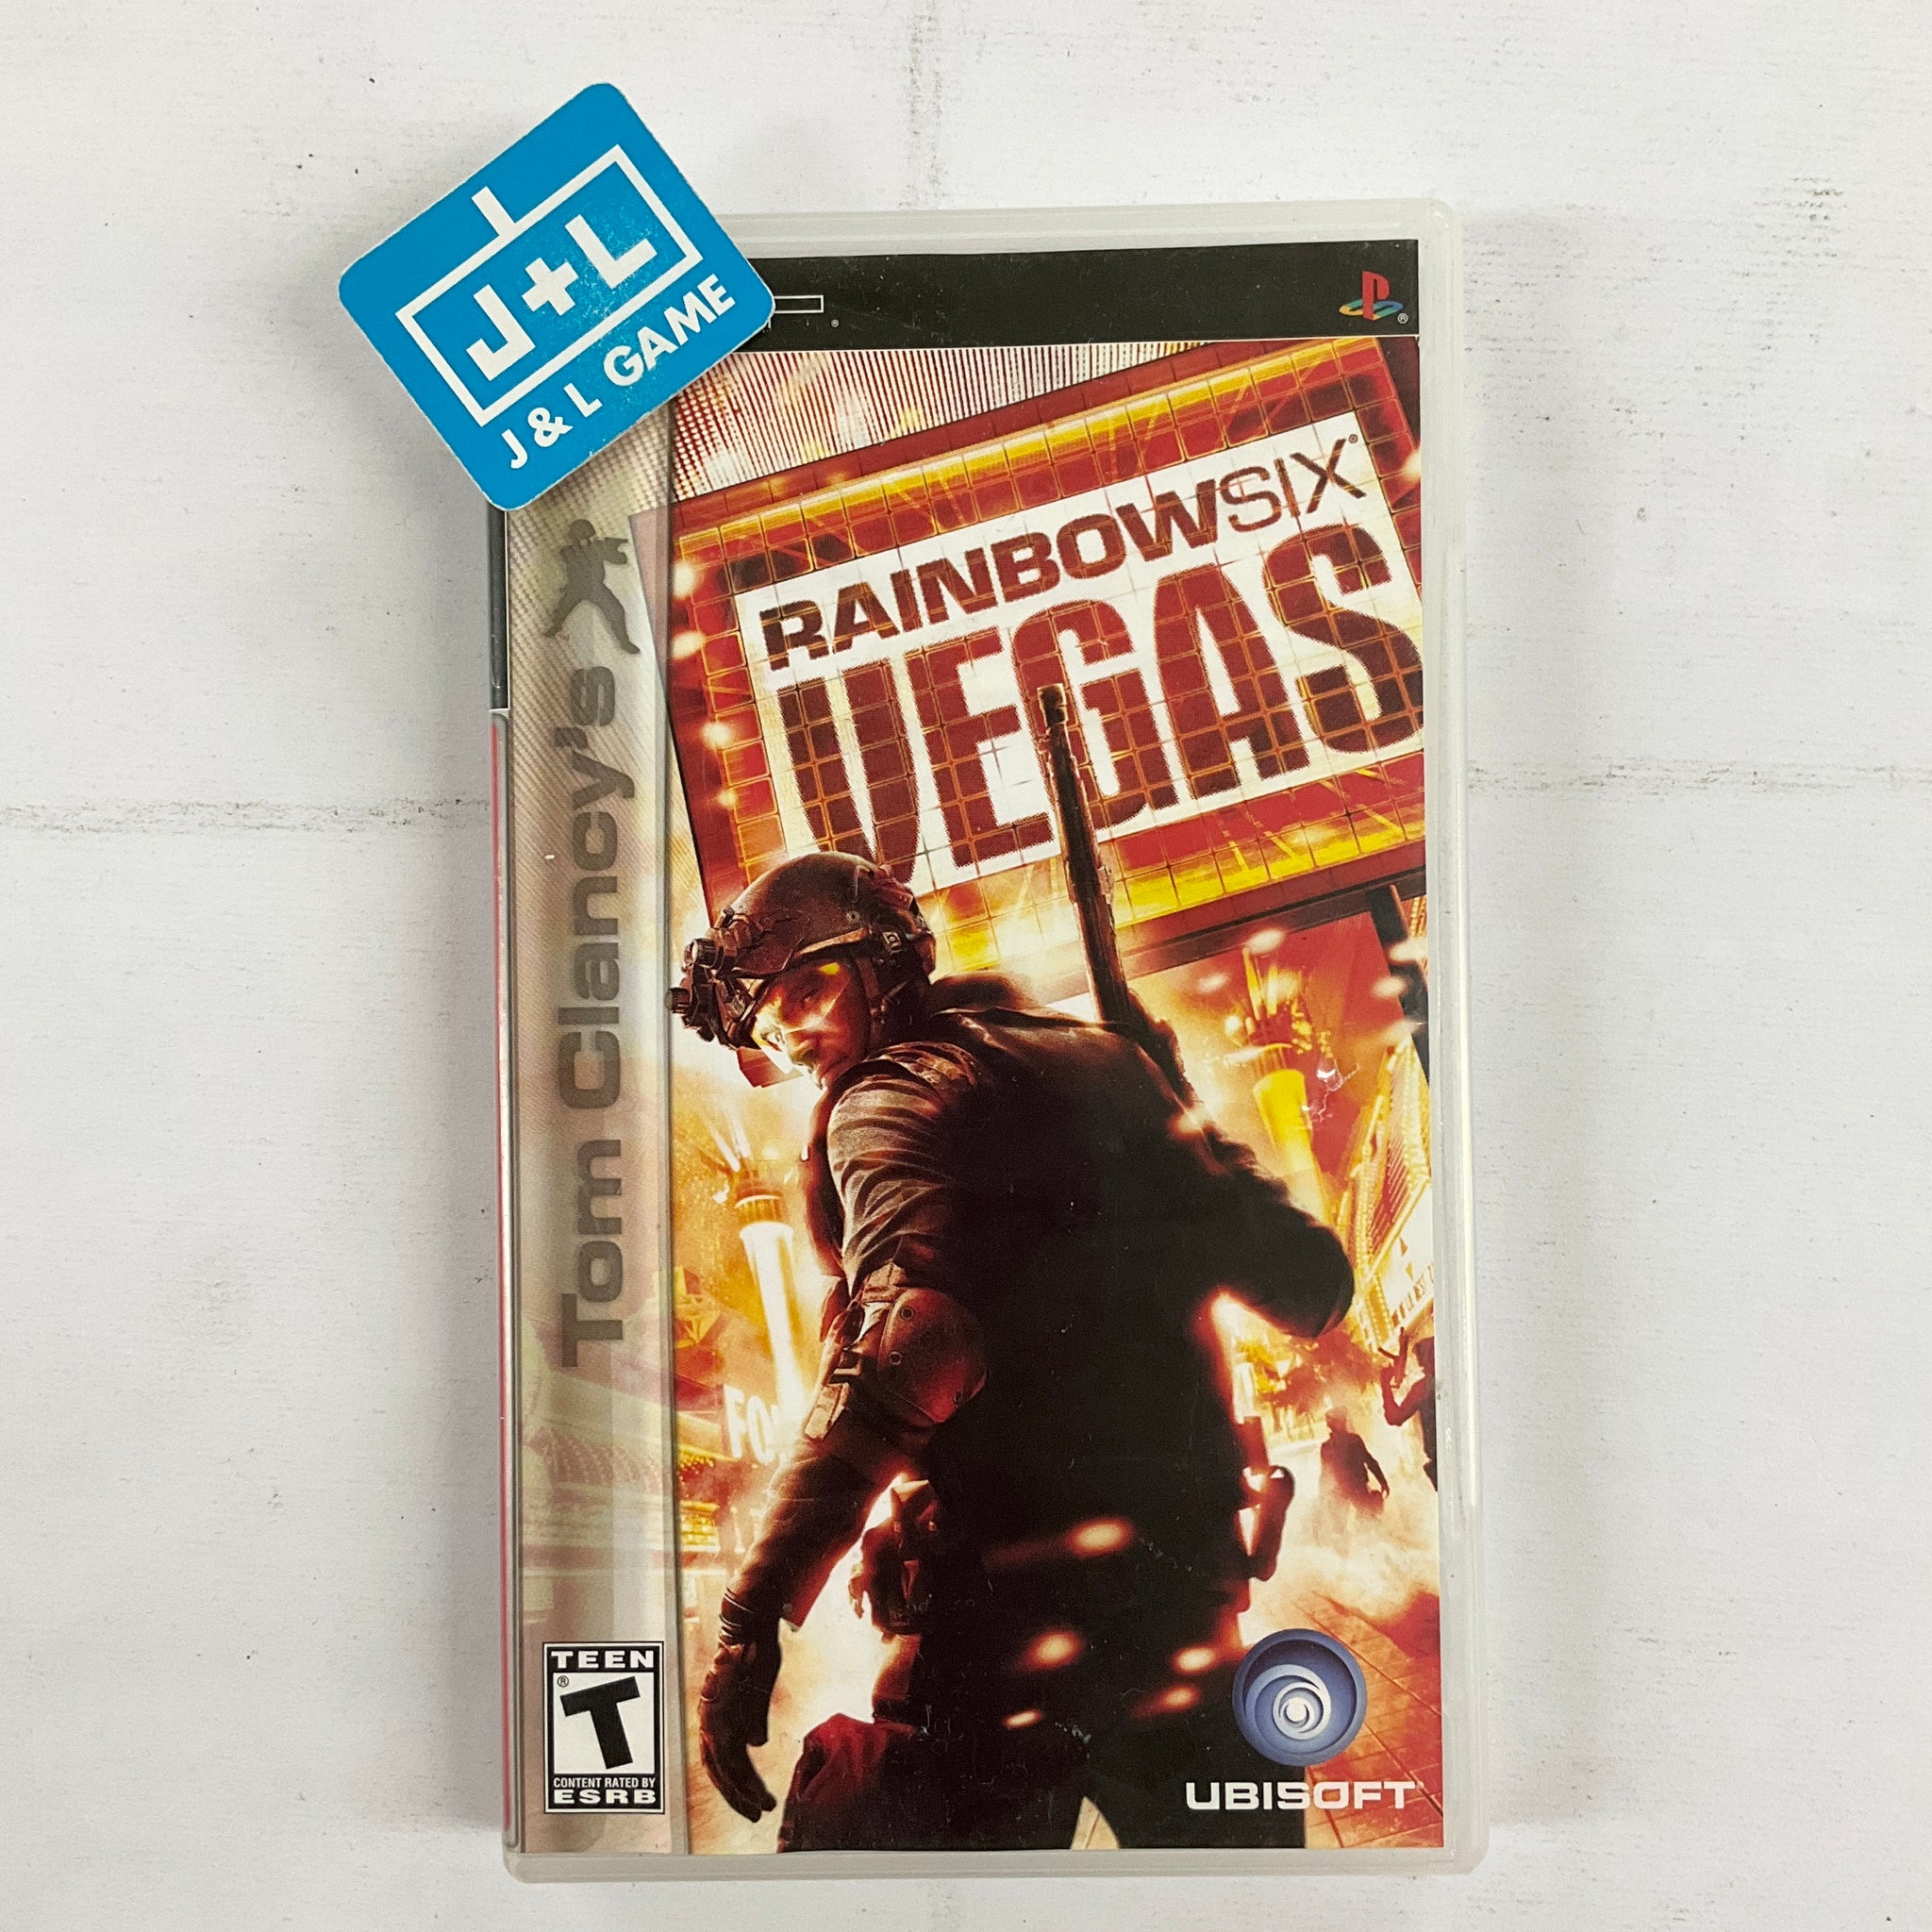 J+L
J & L GAME
RAINBOWSIX®
VEGAS
Tom Clancy's
TEEN
T
®
CONTENT RATED BY
ESRB
UBISOFT